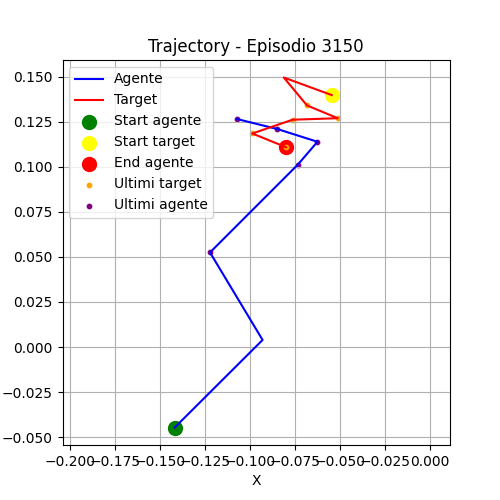 Trajectory - Episodio 3150
Agente
Target
Start agente
Start target
End agente
Ultimi target
Ultimi agente
0.150
0.125
0.100
0.075
0.050
0.025
0.000
−0.025
−0.050
−0.200 −0.175 −0.150 −0.125 −0.100 −0.075 −0.050 −0.025 0.000
X